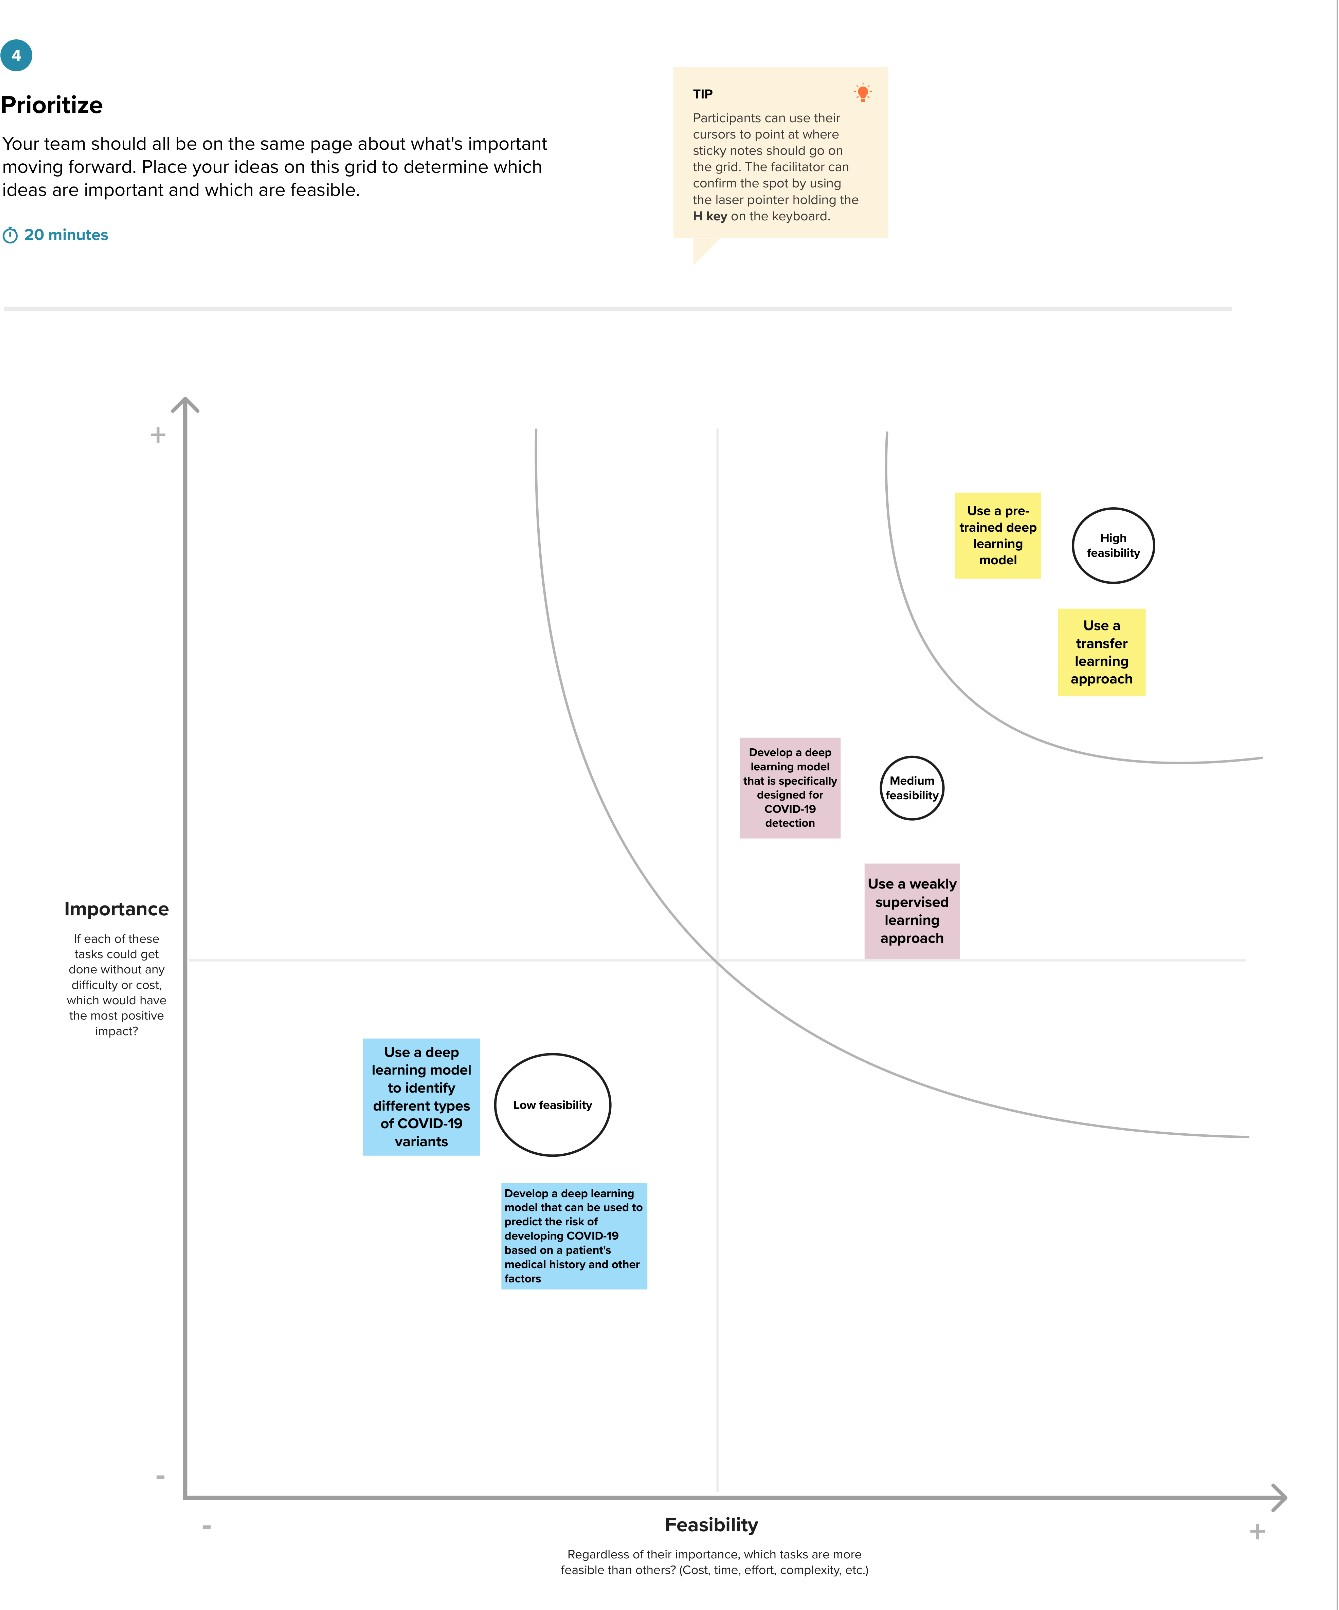 4
Prioritize
Your team should all be on the same page about what's important
moving forward. Place your ideas on this grid to determine which
ideas are important and which are feasible.
20 minutes
TIP
Participants can use their
cursors to point at where
sticky notes should go on
the grid. The facilitator can
confirm the spot by using
the laser pointer holding the
H key on the keyboard.
+
Use a pre-
trained deep
learning
model
High
feasibility
Use a
transfer
learning
approach
Develop a deep
learning model
that is specifically
designed for
COVID-19
detection
Medium
feasibility
Use a weakly
supervised
learning
approach
Importance
If each of these
tasks could get
done without any
difficulty or cost,
which would have
the most positive
impact?
Use a deep
learning model
to identify
different types
of COVID-19
variants
Low feasibility
Develop a deep learning
model that can be used to
predict the risk of
developing COVID-19
based on a patient's
medical history and other
factors
-
-
Feasibility
+
Regardless of their importance, which tasks are more
feasible than others? (Cost, time, effort, complexity, etc.)